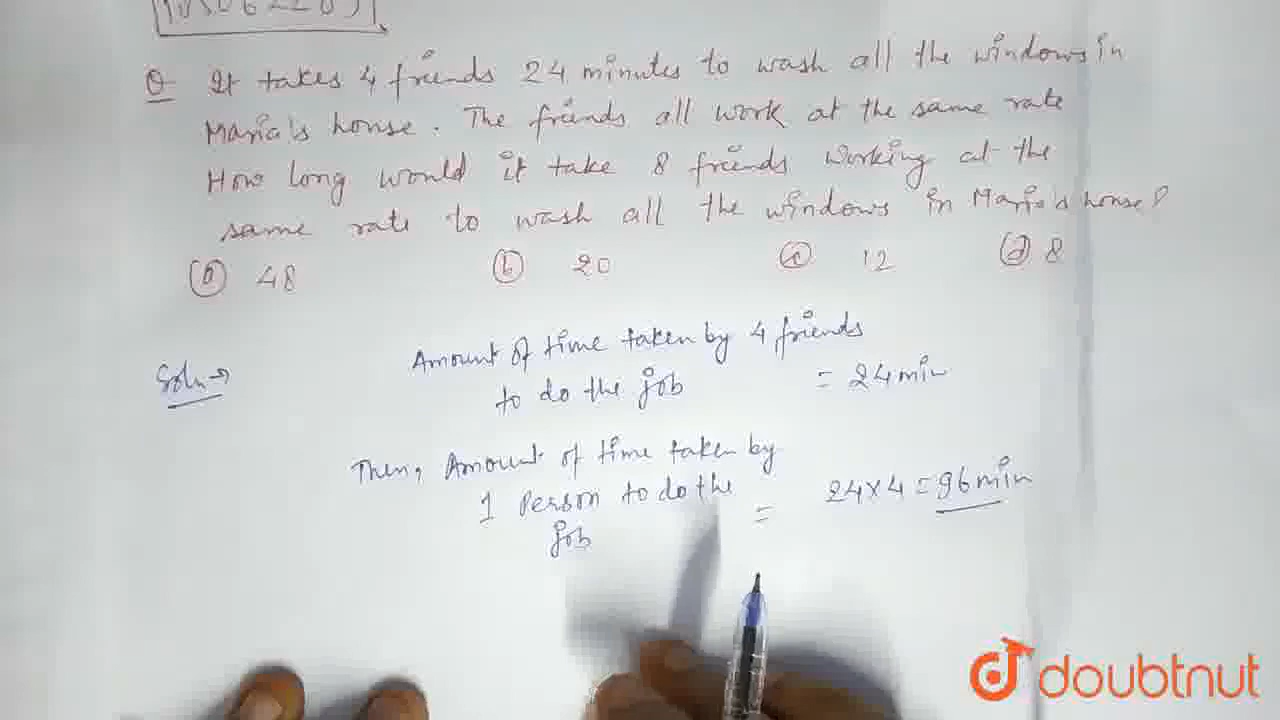 Q It takes 4 friends 24 minutes to wash all the windows in
Maria's house. The friends all work at the same rate
How long would it take 8 friends working at the
same rate to wash all the windows in Maria's house?
(a) 48 (b) 20 (c) 12 (d) 8
Soln→
Amount of time taken by 4 friends
to do the job = 24 min
Then, Amount of time taken by
1 Person to do the
job = 24×4 = 96 min
doubtnut